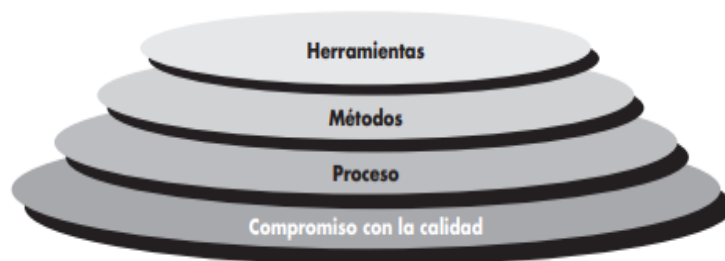 Herramientas
Métodos
Proceso
Compromiso con la calidad